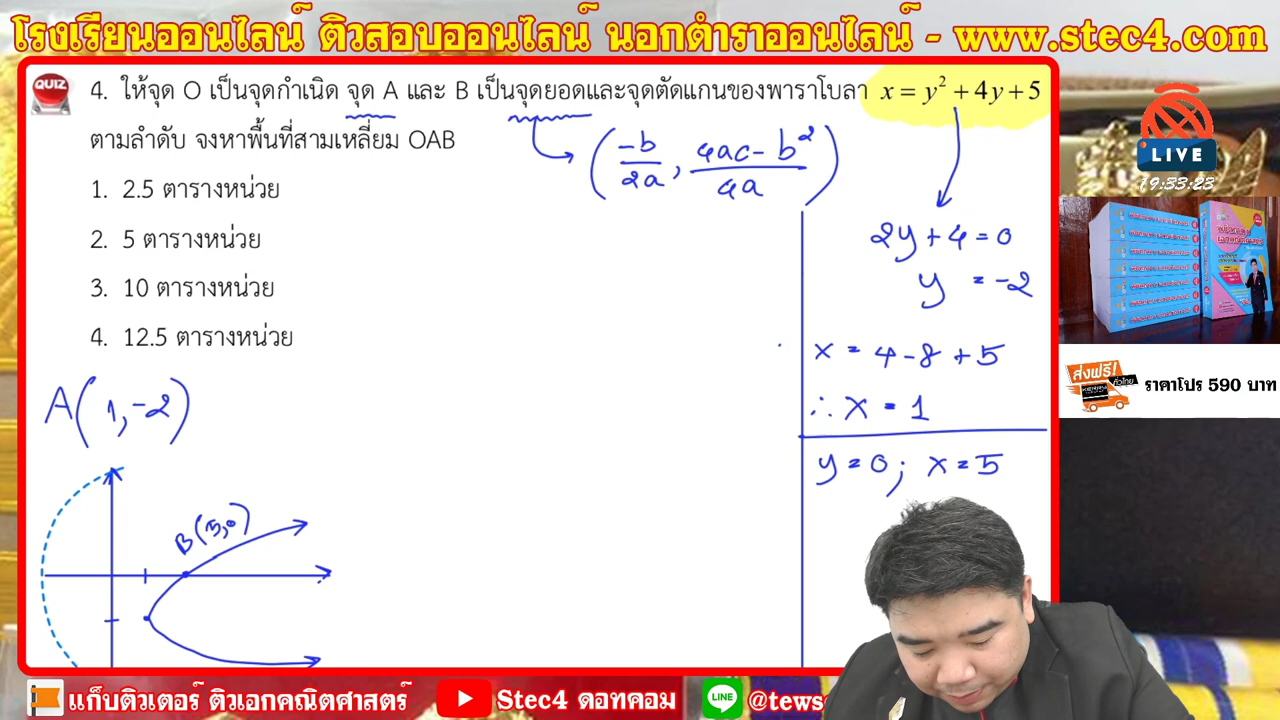 โรงเรียนออนไลน์ ติวสอบออนไลน์ นอกตำราออนไลน์ - www.stec4.com
QUIZ
4. ให้จุด O เป็นจุดกำเนิด จุด A และ B เป็นจุดยอดและจุดตัดแกนของพาราโบลา x = y² + 4y + 5
ตามลำดับ จงหาพื้นที่สามเหลี่ยม OAB
(-b/2a, 4ac - b²/4a)
1. 2.5 ตารางหน่วย
2. 5 ตารางหน่วย
3. 10 ตารางหน่วย
4. 12.5 ตารางหน่วย
2y + 4 = 0
y = -2
x = 4 - 8 + 5
∴ x = 1
y = 0; x = 5
A(1, -2)
B(5,0)
LIVE
19:33:23
ส่งฟรี!
ทั่วไทย
ราคาโปร 590 บาท
แก๊บติวเตอร์ ติวเอกคณิตศาสตร์
Stec4 ดอทคอม
LINE